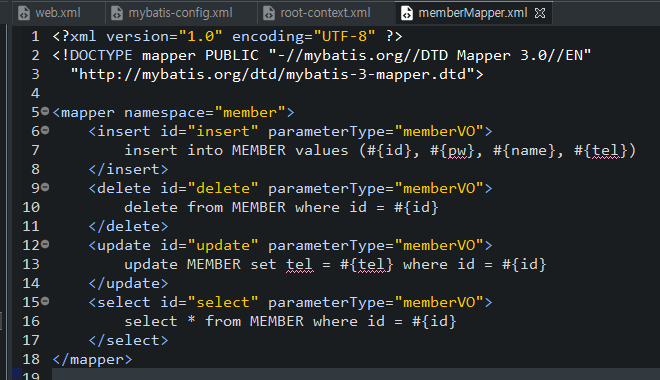 web.xml mybatis-config.xml root-context.xml memberMapper.xml
1 <?xml version="1.0" encoding="UTF-8" ?>
2 <!DOCTYPE mapper PUBLIC "-//mybatis.org//DTD Mapper 3.0//EN"
3   "http://mybatis.org/dtd/mybatis-3-mapper.dtd">
4
5 <mapper namespace="member">
6     <insert id="insert" parameterType="memberVO">
7         insert into MEMBER values (#{id}, #{pw}, #{name}, #{tel})
8     </insert>
9     <delete id="delete" parameterType="memberVO">
10         delete from MEMBER where id = #{id}
11     </delete>
12     <update id="update" parameterType="memberVO">
13         update MEMBER set tel = #{tel} where id = #{id}
14     </update>
15     <select id="select" parameterType="memberVO">
16         select * from MEMBER where id = #{id}
17     </select>
18 </mapper>
19